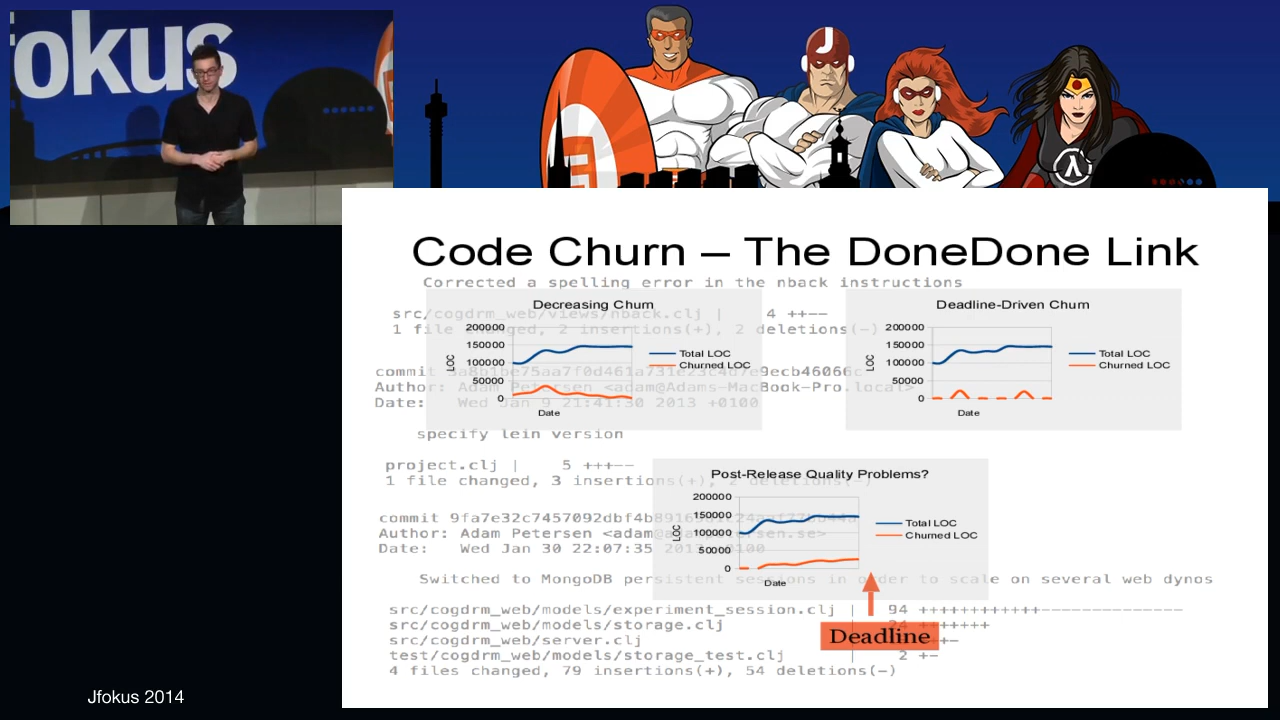 fokus
J
Code Churn – The DoneDone Link
Corrected a spelling error in the nback instructions
src/cogdrm_web/views/nback.clj | 4 ++--
1 file changed, 2 insertions(+), 2 deletions(-)
Decreasing Churn
200000
150000
100000
50000
0
LOC
Date
Total LOC
Churned LOC
Deadline-Driven Churn
200000
150000
100000
50000
0
LOC
Date
Total LOC
Churned LOC
commit
Author: Adam Petersen <adam@Adams-MacBook-Pro.local>
Date: Wed Jan 9 21:41:30 2013 +0100
specify lein version
project.clj | 5 +++--
1 file changed, 3 insertions(+), 2 deletions(-)
Post-Release Quality Problems?
200000
150000
100000
50000
0
LOC
Date
Total LOC
Churned LOC
commit
Author: Adam Petersen
Date: Wed Jan 30 22:07:35 2013 +0100
Switched to MongoDB persistent sessions in order to scale on several web dynos
src/cogdrm_web/models/experiment_session.clj | 94 ++++++++++++--------------
src/cogdrm_web/models/storage.clj
src/cogdrm_web/server.clj
test/cogdrm_web/models/storage_test.clj | 2 +-
4 files changed, 79 insertions(+), 54 deletions(-)
Deadline
Jfokus 2014